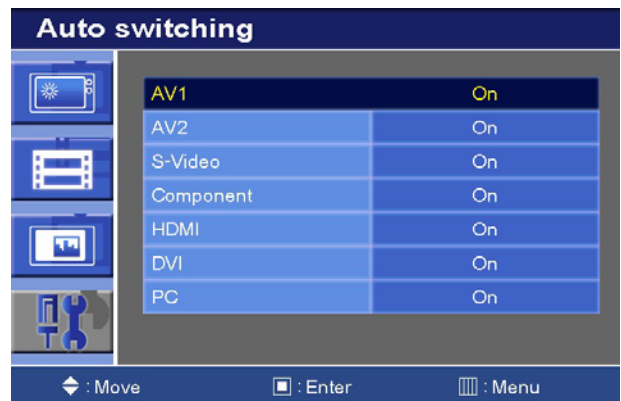 Auto switching
AV1 On
AV2 On
S-Video On
Component On
HDMI On
DVI On
PC On
: Move : Enter : Menu